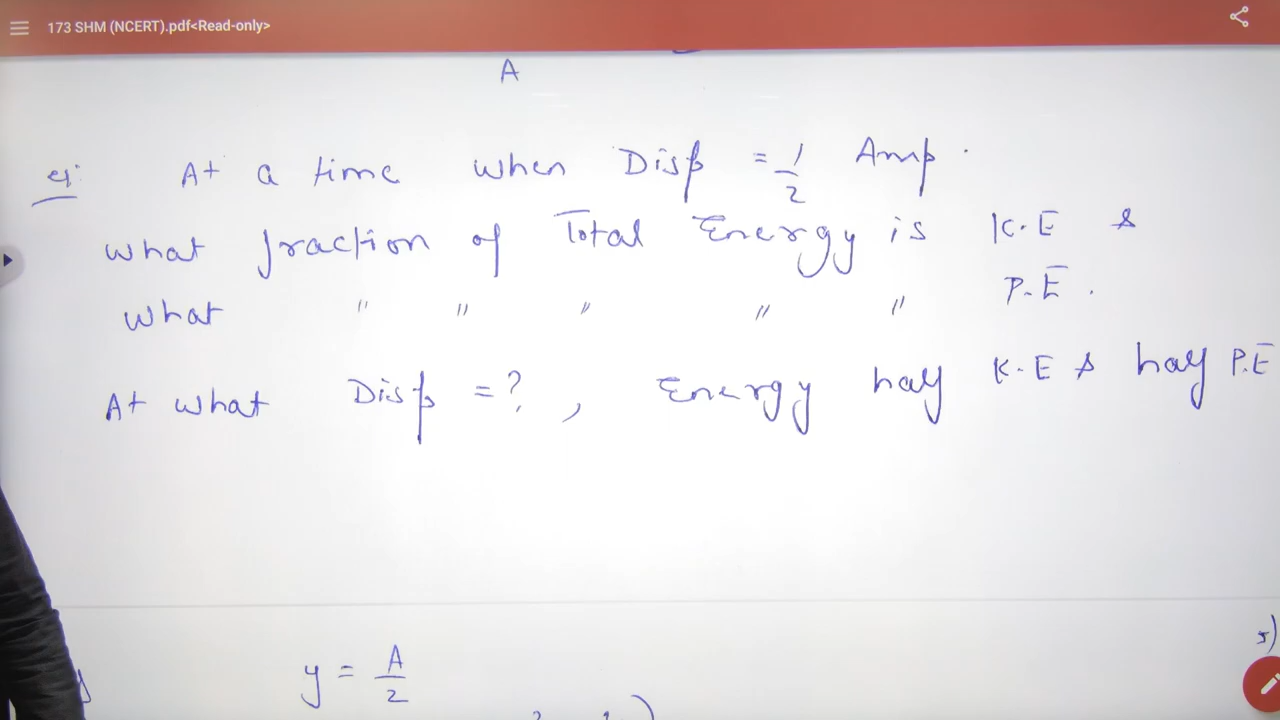 173 SHM (NCERT).pdf<Read-only>
A
eg: At a time when Disp = 1/2 Amp.
what fraction of Total Energy is K.E &
what " " " " " P.E.
At what Disp = ?, Energy half K.E & half P.E
y = A/2